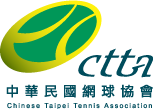 ctta
中華民國網球協會
Chinese Taipei Tennis Association